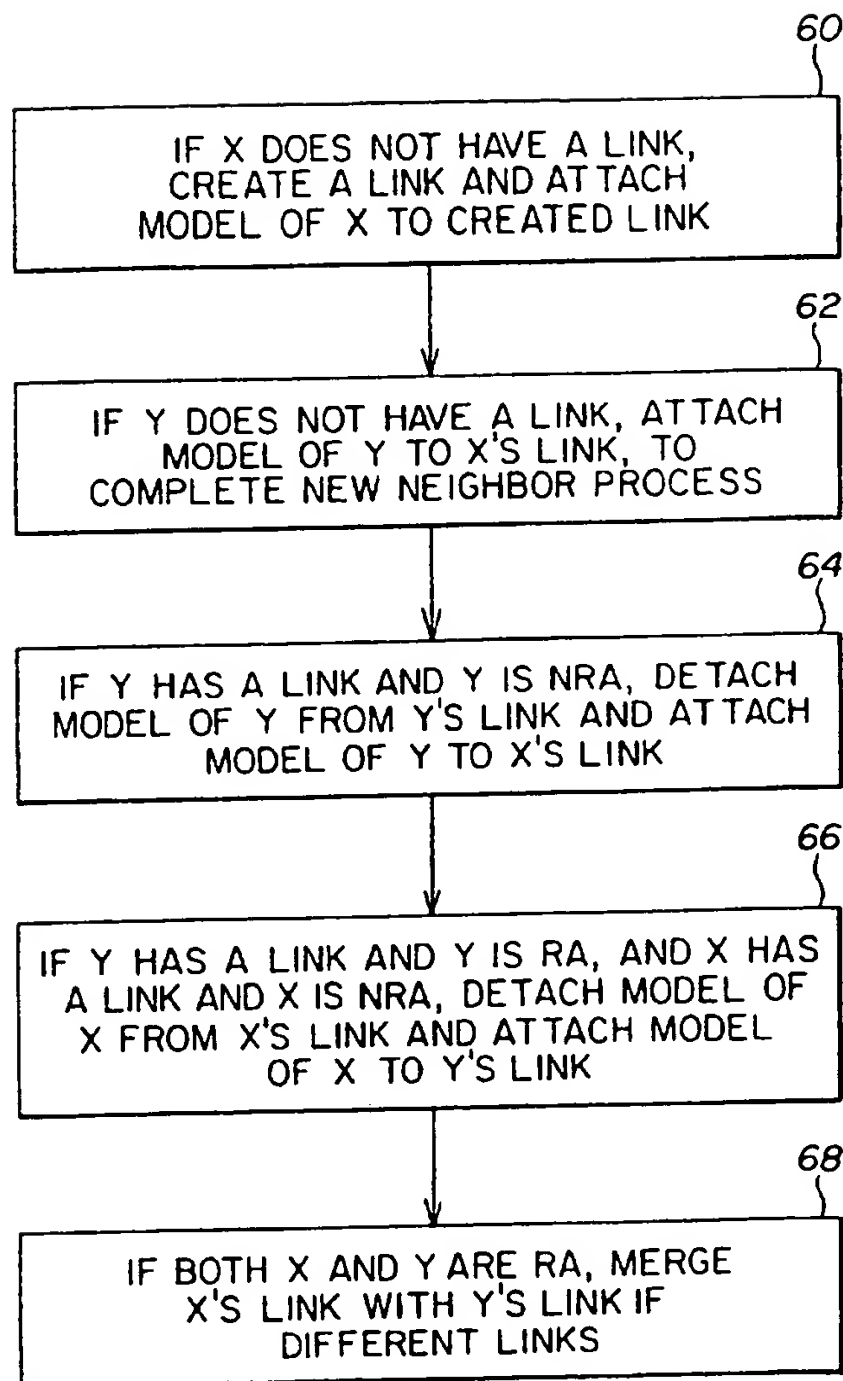 60
IF X DOES NOT HAVE A LINK,
CREATE A LINK AND ATTACH
MODEL OF X TO CREATED LINK
62
IF Y DOES NOT HAVE A LINK, ATTACH
MODEL OF Y TO X'S LINK, TO
COMPLETE NEW NEIGHBOR PROCESS
64
IF Y HAS A LINK AND Y IS NRA, DETACH
MODEL OF Y FROM Y'S LINK AND ATTACH
MODEL OF Y TO X'S LINK
66
IF Y HAS A LINK AND Y IS RA, AND X HAS
A LINK AND X IS NRA, DETACH MODEL OF
X FROM X'S LINK AND ATTACH MODEL
OF X TO Y'S LINK
68
IF BOTH X AND Y ARE RA, MERGE
X'S LINK WITH Y'S LINK IF
DIFFERENT LINKS